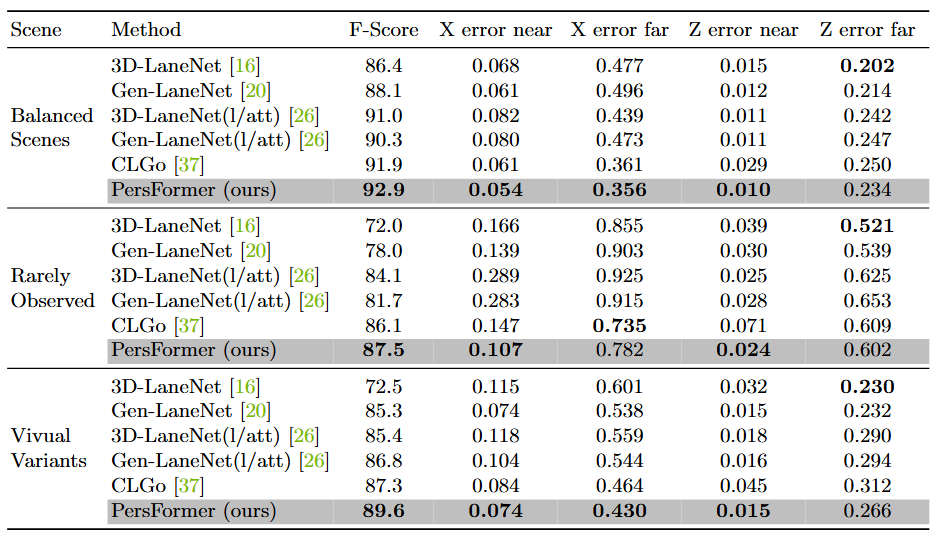 Scene Method F-Score X error near X error far Z error near Z error far
3D-LaneNet [16] 86.4 0.068 0.477 0.015 0.202
Gen-LaneNet [20] 88.1 0.061 0.496 0.012 0.214
Balanced 3D-LaneNet(l/att) [26] 91.0 0.082 0.439 0.011 0.242
Scenes Gen-LaneNet(l/att) [26] 90.3 0.080 0.473 0.011 0.247
CLGo [37] 91.9 0.061 0.361 0.029 0.250
PersFormer (ours) 92.9 0.054 0.356 0.010 0.234
3D-LaneNet [16] 72.0 0.166 0.855 0.039 0.521
Gen-LaneNet [20] 78.0 0.139 0.903 0.030 0.539
Rarely 3D-LaneNet(l/att) [26] 84.1 0.289 0.925 0.025 0.625
Observed Gen-LaneNet(l/att) [26] 81.7 0.283 0.915 0.028 0.653
CLGo [37] 86.1 0.147 0.735 0.071 0.609
PersFormer (ours) 87.5 0.107 0.782 0.024 0.602
3D-LaneNet [16] 72.5 0.115 0.601 0.032 0.230
Gen-LaneNet [20] 85.3 0.074 0.538 0.015 0.232
Vivual 3D-LaneNet(l/att) [26] 85.4 0.118 0.559 0.018 0.290
Variants Gen-LaneNet(l/att) [26] 86.8 0.104 0.544 0.016 0.294
CLGo [37] 87.3 0.084 0.464 0.045 0.312
PersFormer (ours) 89.6 0.074 0.430 0.015 0.266